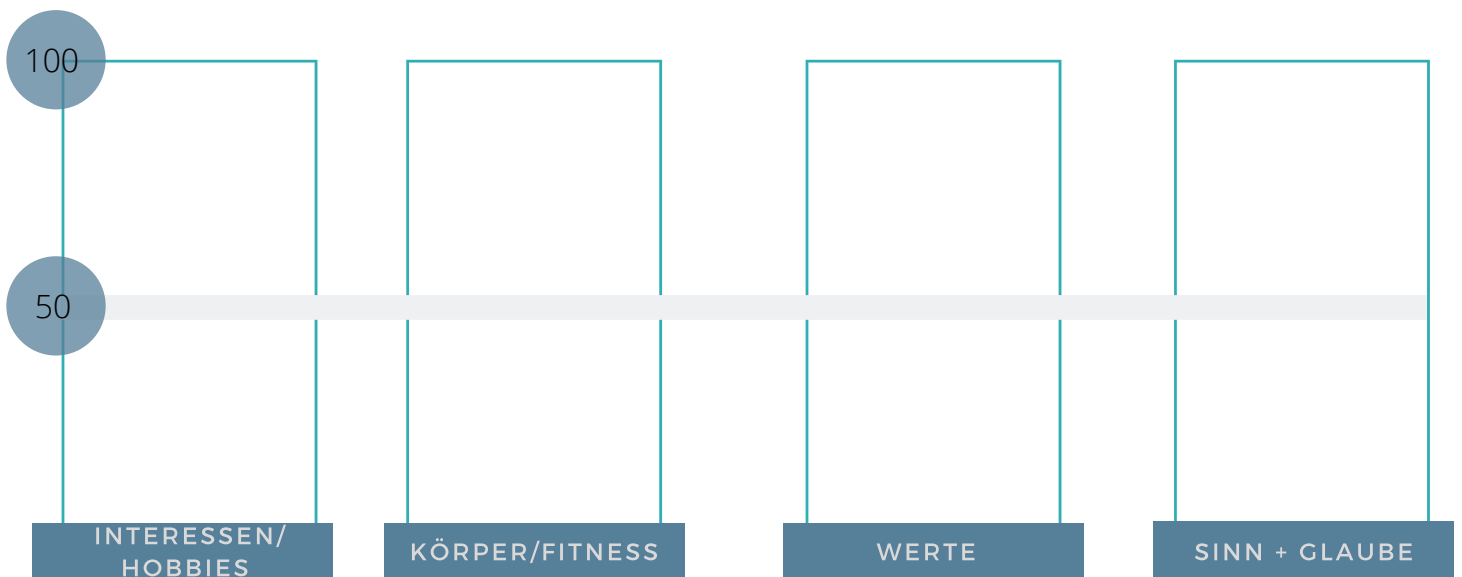 100
50
INTERESSEN/
HOBBIES
KÖRPER/FITNESS
WERTE
SINN + GLAUBE